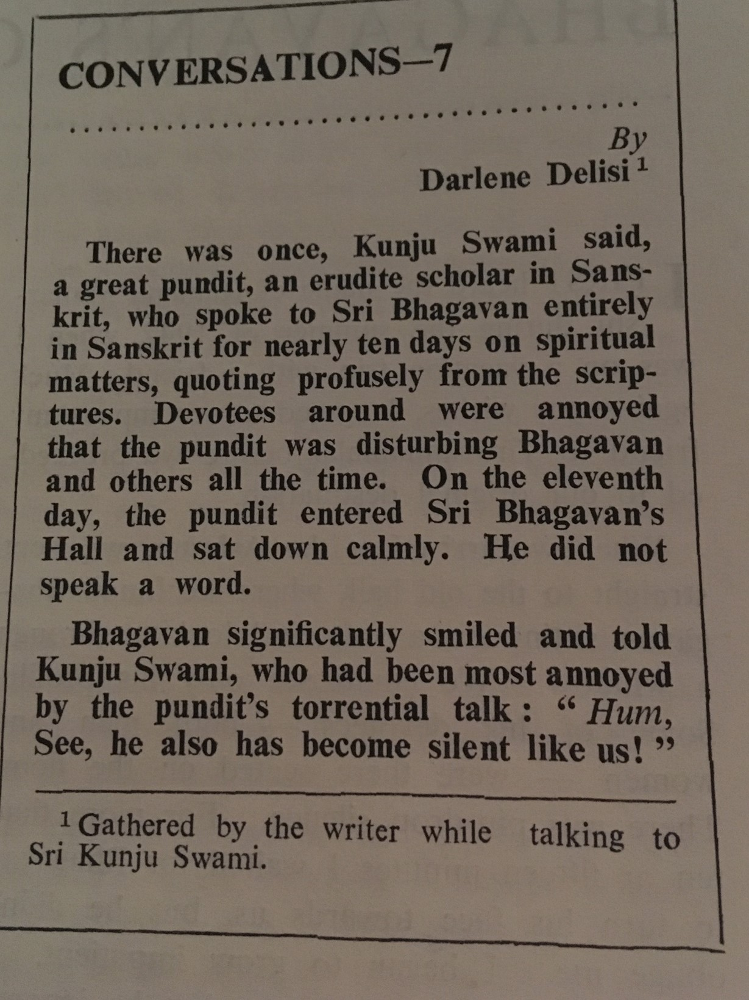 CONVERSATIONS—7
........................................
By
Darlene Delisi ¹
There was once, Kunju Swami said,
a great pundit, an erudite scholar in Sans-
krit, who spoke to Sri Bhagavan entirely
in Sanskrit for nearly ten days on spiritual
matters, quoting profusely from the scrip-
tures. Devotees around were annoyed
that the pundit was disturbing Bhagavan
and others all the time. On the eleventh
day, the pundit entered Sri Bhagavan's
Hall and sat down calmly. He did not
speak a word.
Bhagavan significantly smiled and told
Kunju Swami, who had been most annoyed
by the pundit's torrential talk : “ Hum,
See, he also has become silent like us! ”
¹ Gathered by the writer while talking to
Sri Kunju Swami.